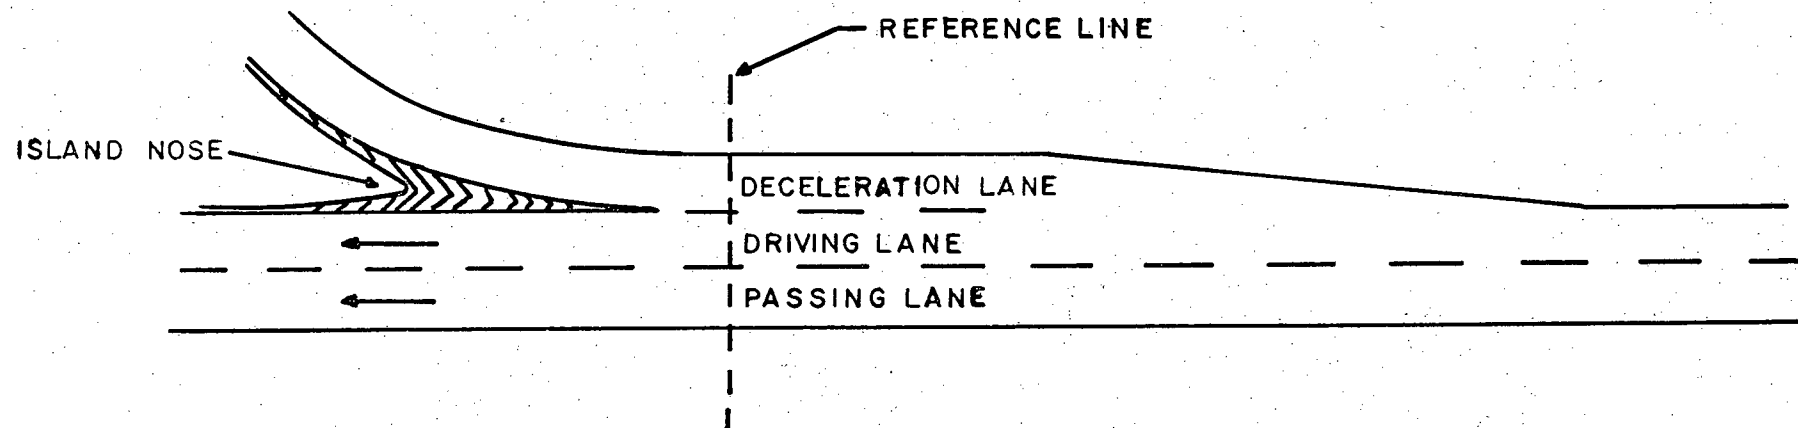 REFERENCE LINE
ISLAND NOSE
DECELERATION LANE
DRIVING LANE
PASSING LANE